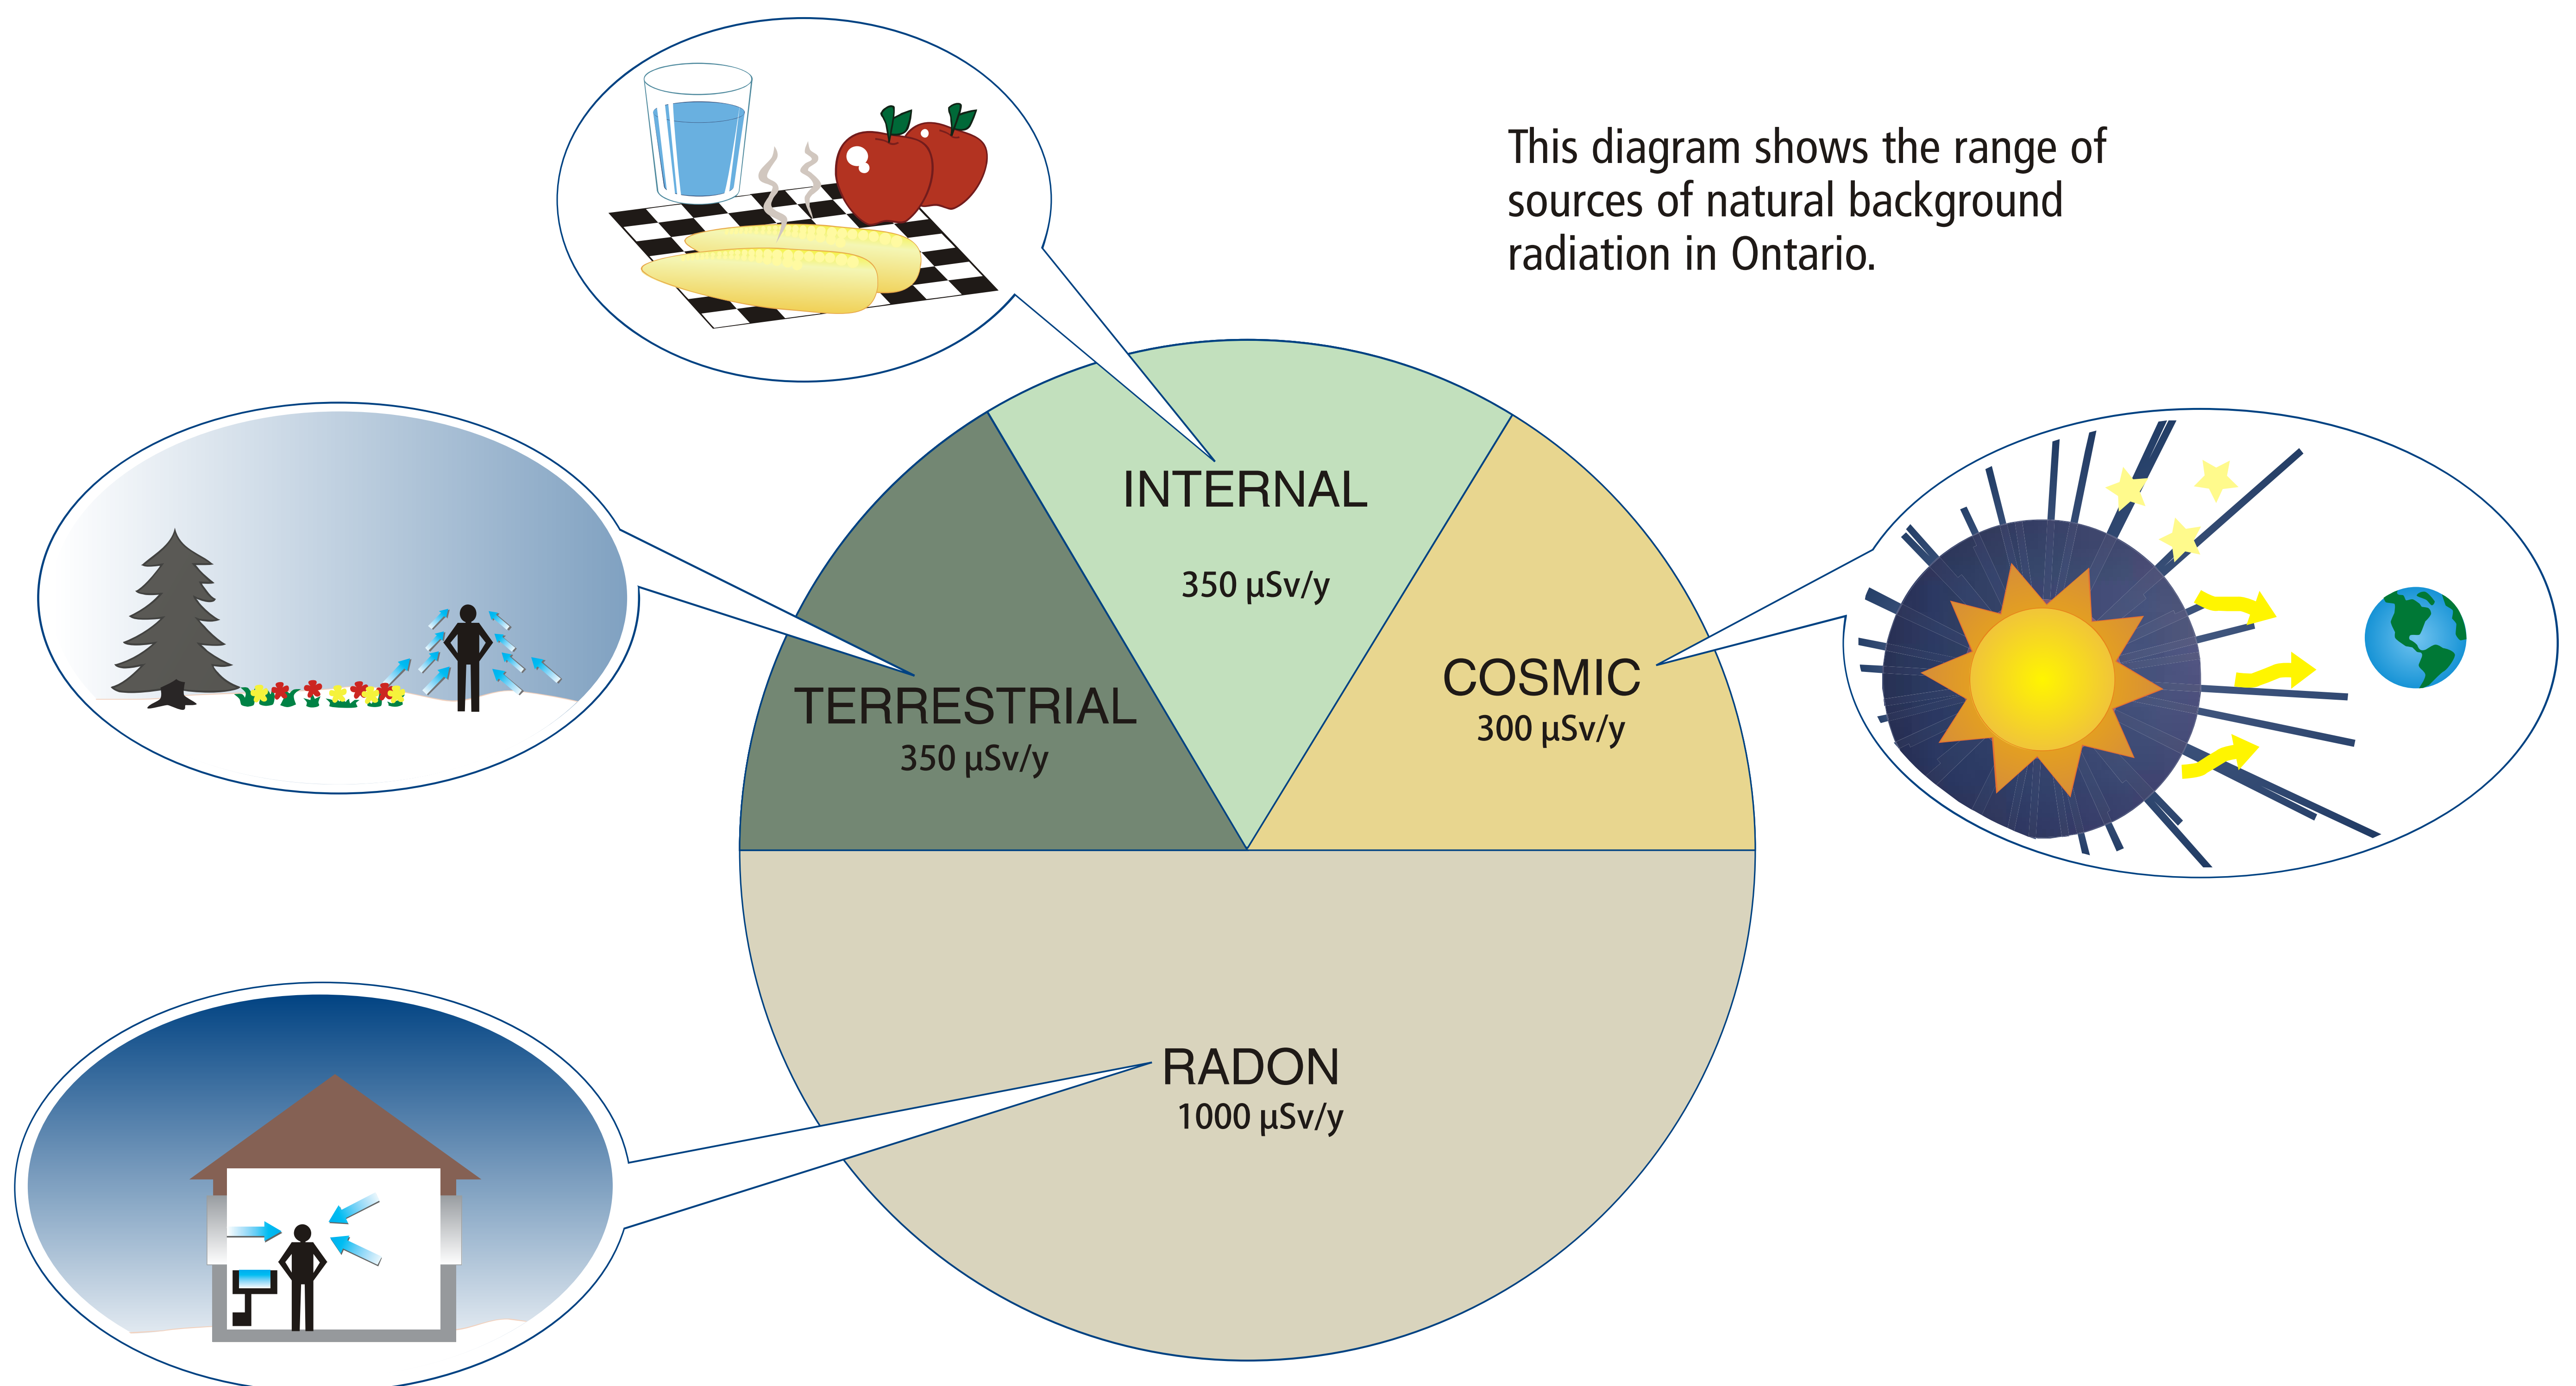 This diagram shows the range of
sources of natural background
radiation in Ontario.
INTERNAL
350 µSv/y
COSMIC
300 µSv/y
TERRESTRIAL
350 µSv/y
RADON
1000 µSv/y